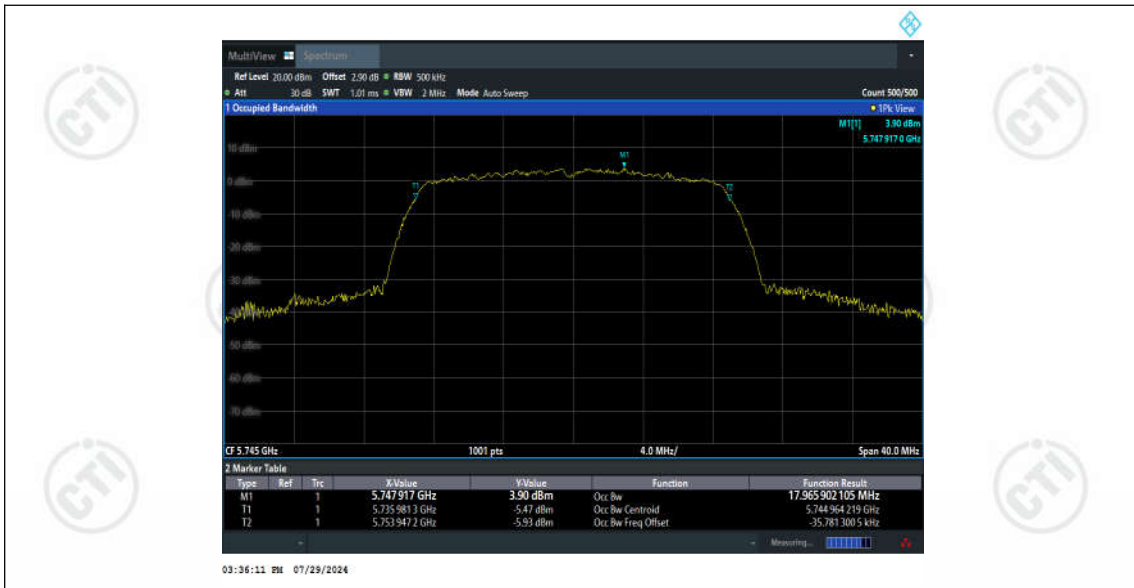 MultiView Spectrum
Ref Level 20.00 dBm Offset 2.90 dB RBW 500 kHz
Att 30 dB SWT 1.01 ms VBW 2 MHz Mode Auto Sweep Count 500/500
1 Occupied Bandwidth 1Pk View
M1[1] 3.90 dBm
5.747 917 0 GHz
10 dBm
M1
0 dBm
T1 T2
-10 dBm
-20 dBm
-30 dBm
-40 dBm
-50 dBm
-60 dBm
-70 dBm
CF 5.745 GHz 1001 pts 4.0 MHz/ Span 40.0 MHz
2 Marker Table
Type Ref Trc X-Value Y-Value Function Function Result
M1 1 5.747 917 GHz 3.90 dBm Occ Bw 17.965 902 105 MHz
T1 1 5.735 981 3 GHz -5.47 dBm Occ Bw Centroid 5.744 964 219 GHz
T2 1 5.753 947 2 GHz -5.93 dBm Occ Bw Freq Offset -35.781 300 5 kHz
Measuring...
03:36:11 PM 07/29/2024
CTI
CTI
CTI
CTI